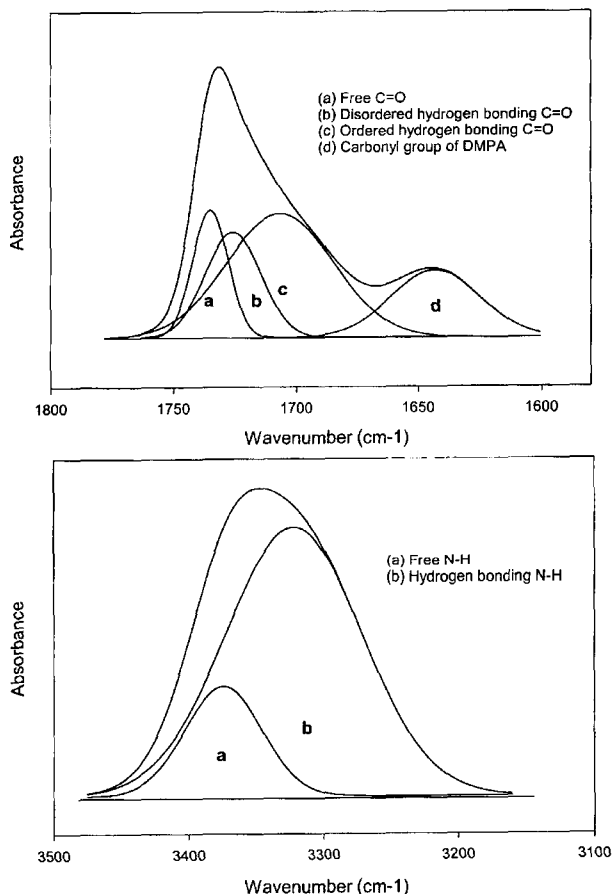 (a) Free C=O
(b) Disordered hydrogen bonding C=O
(c) Ordered hydrogen bonding C=O
(d) Carbonyl group of DMPA
Absorbance
a
b
c
d
1800
1750
1700
1650
1600
Wavenumber (cm-1)
(a) Free N-H
(b) Hydrogen bonding N-H
Absorbance
a
b
3500
3400
3300
3200
3100
Wavenumber (cm-1)